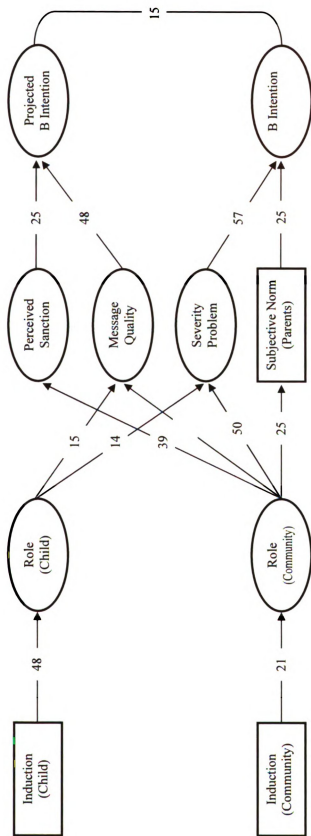 Induction
(Child)
48
Role
(Child)
15
14
39
Perceived
Sanction
25
Projected
B Intention
Message
Quality
48
15
Severity
Problem
57
Induction
(Community)
21
Role
(Community)
50
25
Subjective Norm
(Parents)
25
B Intention